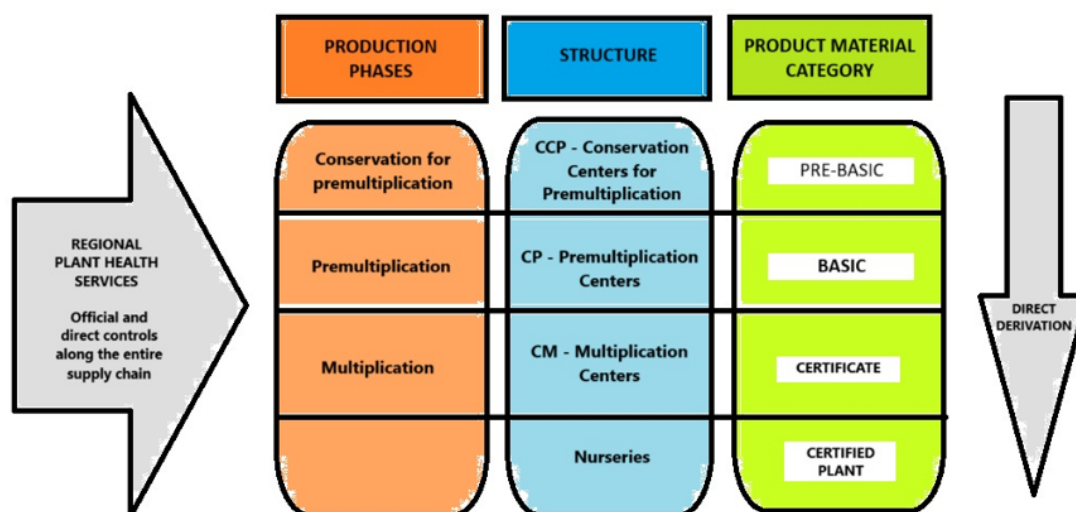 PRODUCTION
PHASES
STRUCTURE
PRODUCT MATERIAL
CATEGORY
REGIONAL
PLANT HEALTH
SERVICES
Official and
direct controls
along the entire
supply chain
Conservation for
premultiplication
CCP - Conservation
Centers for
Premultiplication
PRE-BASIC
Premultiplication
CP - Premultiplication
Centers
BASIC
Multiplication
CM - Multiplication
Centers
CERTIFICATE
Nurseries
CERTIFIED
PLANT
DIRECT
DERIVATION